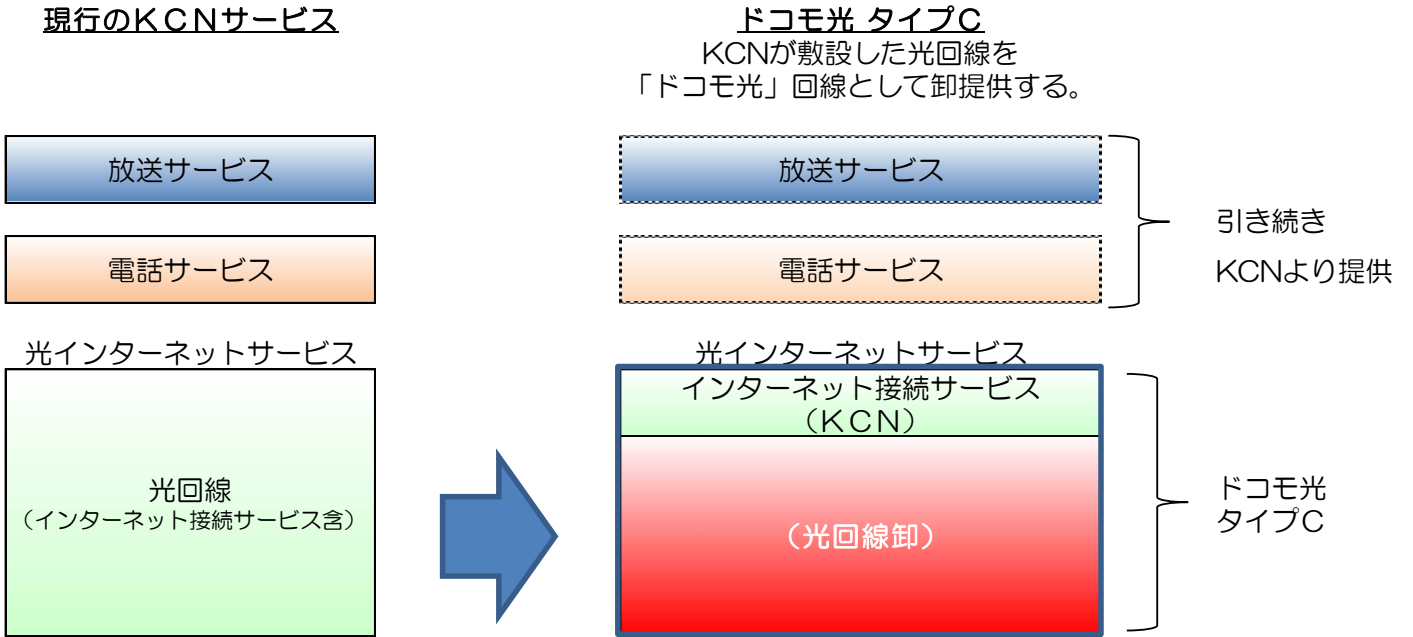 現行のＫＣＮサービス
放送サービス
電話サービス
光インターネットサービス
光回線
（インターネット接続サービス含）
ドコモ光 タイプＣ
KCNが敷設した光回線を
「ドコモ光」回線として卸提供する。
放送サービス
電話サービス
引き続き
KCNより提供
光インターネットサービス
インターネット接続サービス
（ＫＣＮ）
（光回線卸）
ドコモ光
タイプＣ